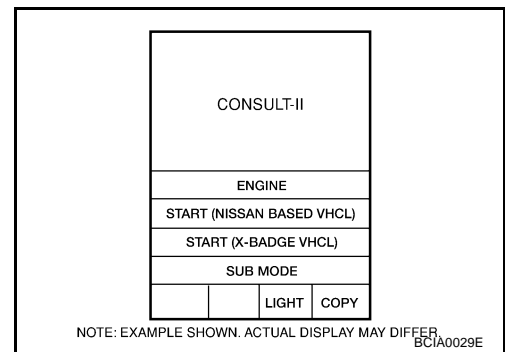 CONSULT-II
ENGINE
START (NISSAN BASED VHCL)
START (X-BADGE VHCL)
SUB MODE
LIGHT COPY
NOTE: EXAMPLE SHOWN. ACTUAL DISPLAY MAY DIFFER.
BCIA0029E